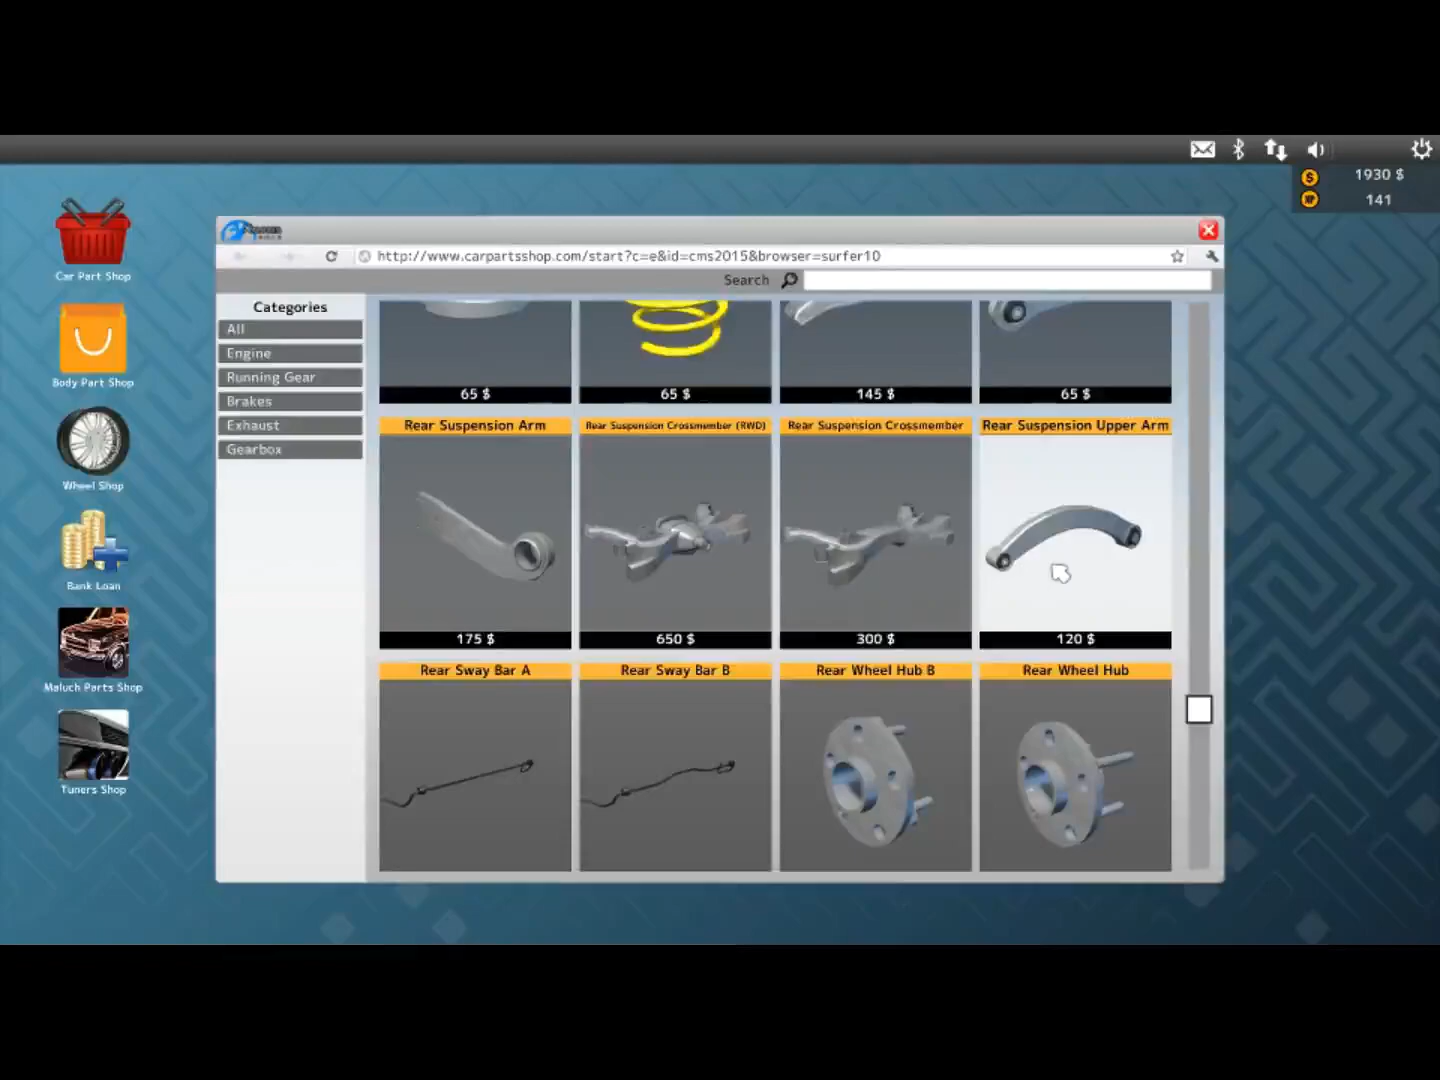 1930 $
141
Car Part Shop
Body Part Shop
Wheel Shop
Bank Loan
Maluch Parts Shop
Tuners Shop
http://www.carpartsshop.com/start?c=e&id=cms2015&browser=surfer10
Search
Categories
All
Engine
Running Gear
Brakes
Exhaust
Gearbox
65 $
65 $
145 $
65 $
Rear Suspension Arm
Rear Suspension Crossmember (RWD)
Rear Suspension Crossmember
Rear Suspension Upper Arm
175 $
650 $
300 $
120 $
Rear Sway Bar A
Rear Sway Bar B
Rear Wheel Hub B
Rear Wheel Hub